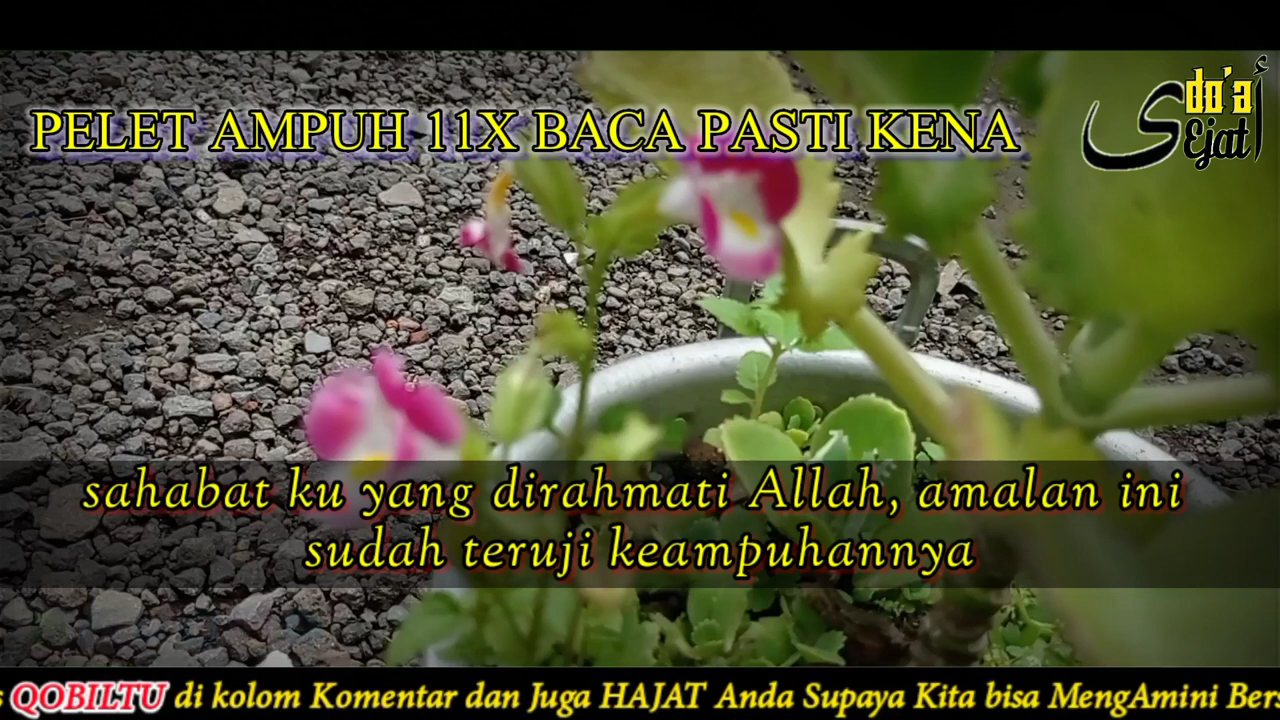 PELET AMPUH 11X BACA PASTI KENA
do'a
Ejati
sahabat ku yang dirahmati Allah, amalan ini
sudah teruji keampuhannya
QOBILTU di kolom Komentar dan Juga HAJAT Anda Supaya Kita bisa MengAmini